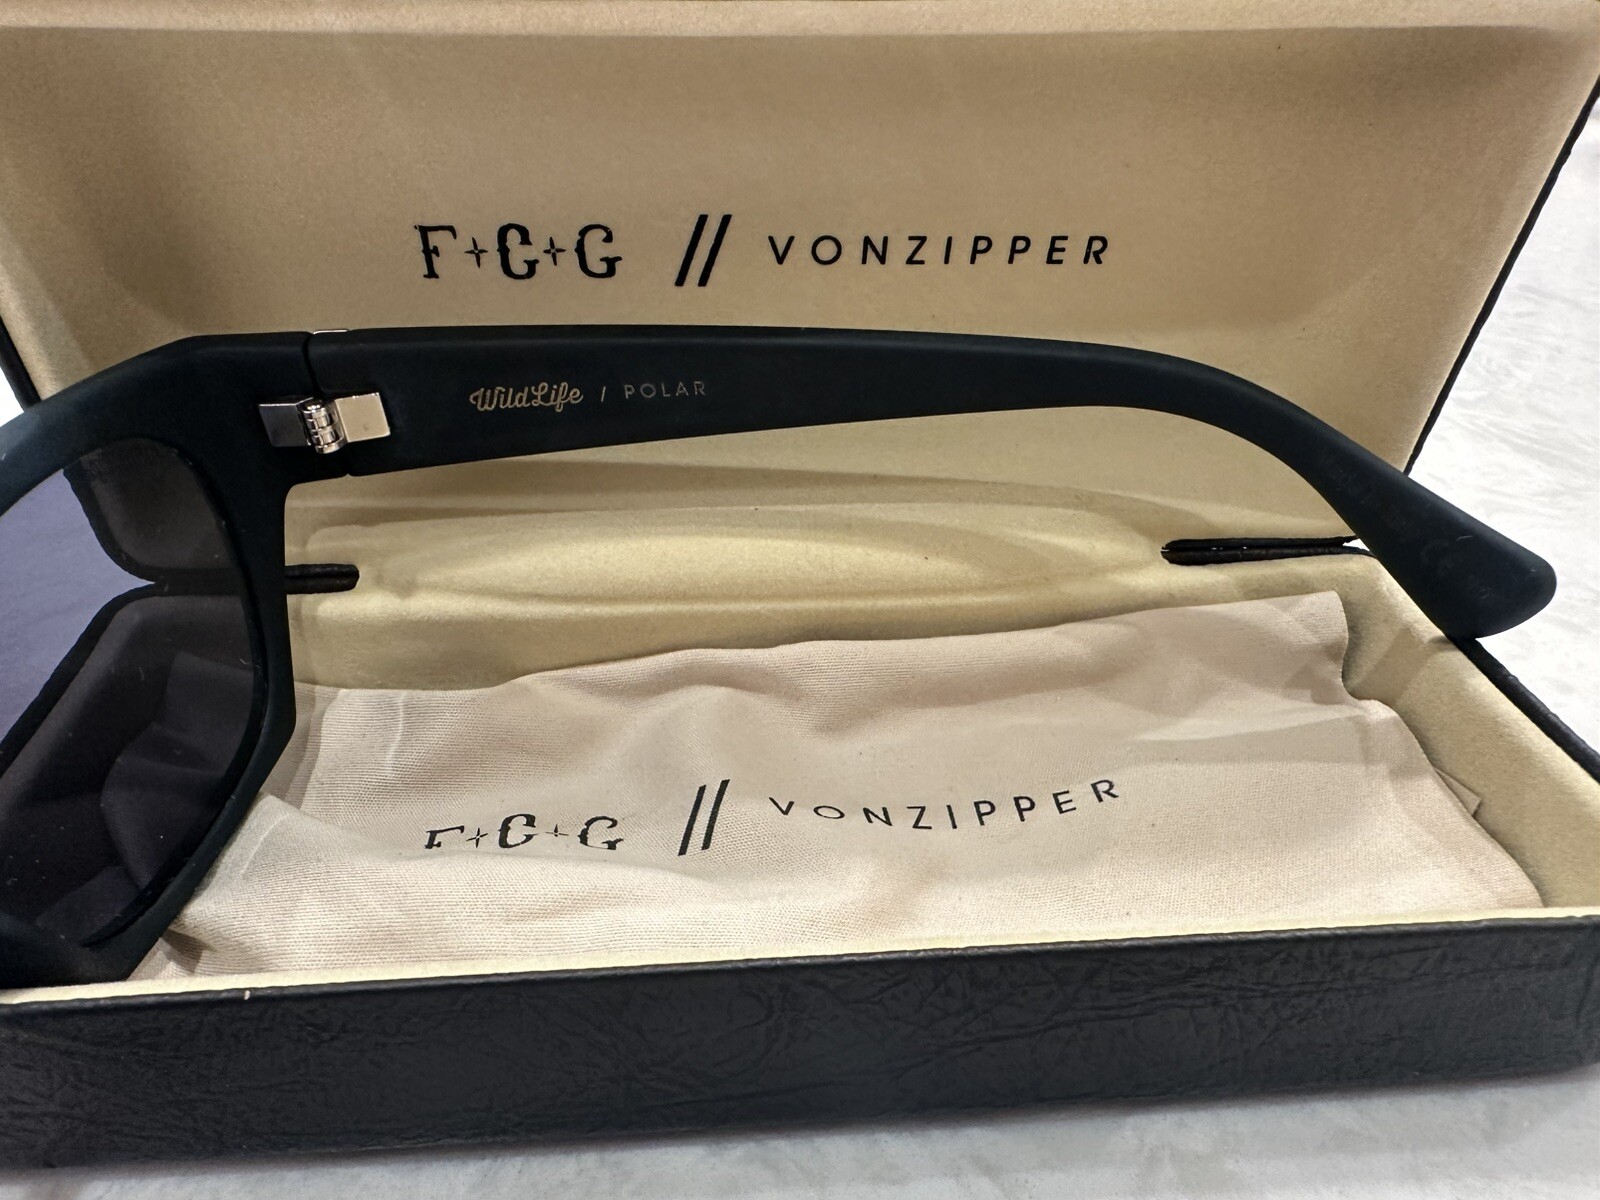 F+C+G // VONZIPPER
WildLife / POLAR
F+C+G // VONZIPPER